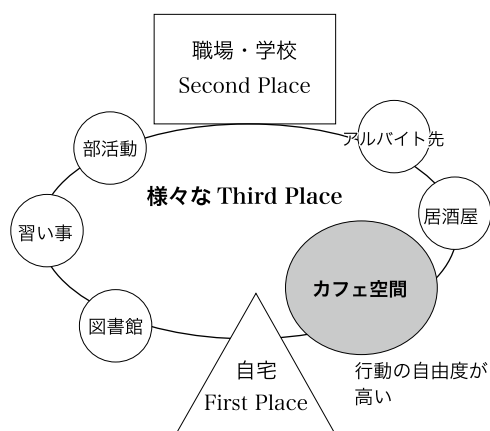 職場・学校
Second Place
部活動
アルバイト先
様々な Third Place
習い事
居酒屋
カフェ空間
図書館
自宅
First Place
行動の自由度が
高い